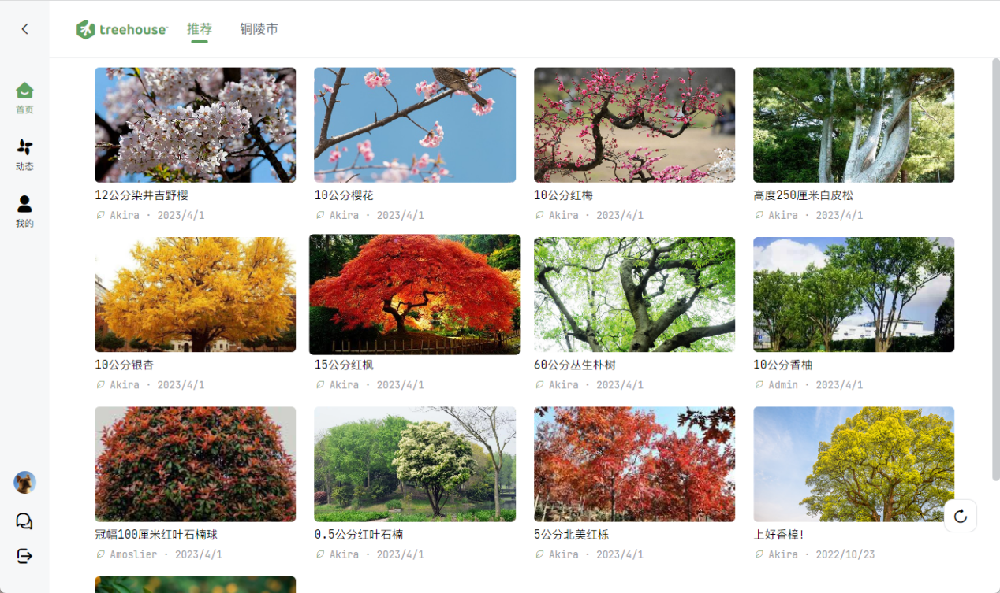 treehouse 推荐 铜陵市
首页
动态
我的
12公分染井吉野樱
Akira · 2023/4/1
10公分樱花
Akira · 2023/4/1
10公分红梅
Akira · 2023/4/1
高度250厘米白皮松
Akira · 2023/4/1
10公分银杏
Akira · 2023/4/1
15公分红枫
Akira · 2023/4/1
60公分丛生朴树
Akira · 2023/4/1
10公分香柚
Admin · 2023/4/1
冠幅100厘米红叶石楠球
Amoslier · 2023/4/1
0.5公分红叶石楠
Akira · 2023/4/1
5公分北美红栎
Akira · 2023/4/1
上好香樟!
Akira · 2022/10/23